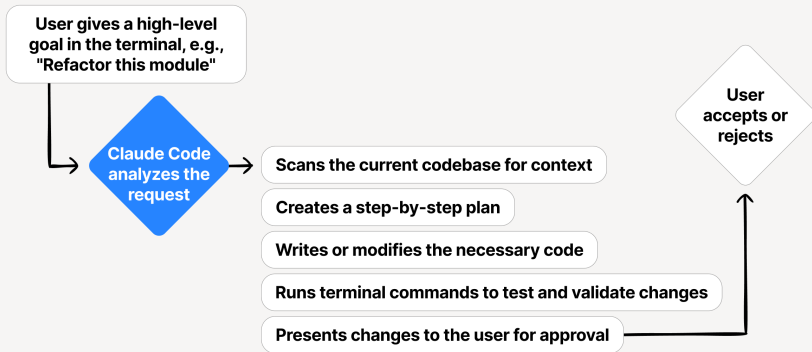 User gives a high-level
goal in the terminal, e.g.,
"Refactor this module"
Claude Code
analyzes the
request
Scans the current codebase for context
Creates a step-by-step plan
Writes or modifies the necessary code
Runs terminal commands to test and validate changes
Presents changes to the user for approval
User
accepts or
rejects